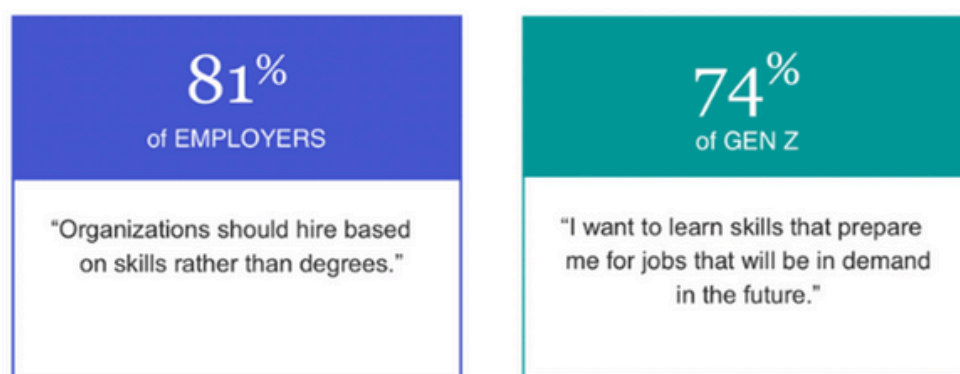 81%
of EMPLOYERS
“Organizations should hire based
on skills rather than degrees.”
74%
of GEN Z
“I want to learn skills that prepare
me for jobs that will be in demand
in the future.”